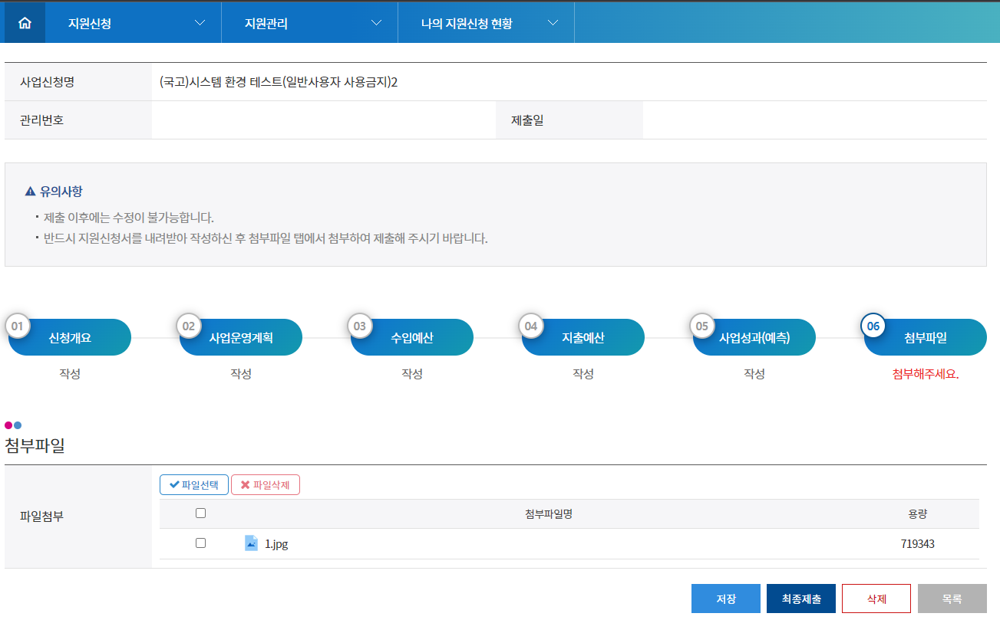 지원신청 지원관리 나의 지원신청 현황
사업신청명 (국고)시스템 환경 테스트(일반사용자 사용금지)2
관리번호 제출일
유의사항
· 제출 이후에는 수정이 불가능합니다.
· 반드시 지원신청서를 내려받아 작성하신 후 첨부파일 탭에서 첨부하여 제출해 주시기 바랍니다.
01 신청개요 02 사업운영계획 03 수입예산 04 지출예산 05 사업성과(예측) 06 첨부파일
작성 작성 작성 작성 작성 첨부해주세요.
첨부파일
파일선택 파일삭제
파일첨부
첨부파일명 용량
1.jpg 719343
저장 최종제출 삭제 목록